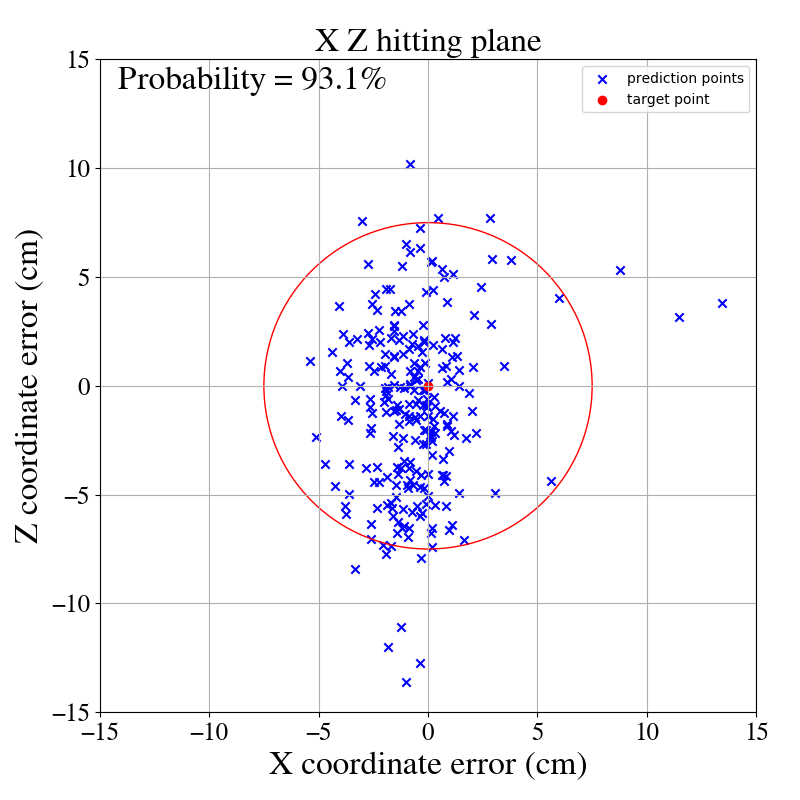 X Z hitting plane
Probability = 93.1%
prediction points
target point
15
10
5
0
−5
−10
−15
Z coordinate error (cm)
−15 −10 −5 0 5 10 15
X coordinate error (cm)